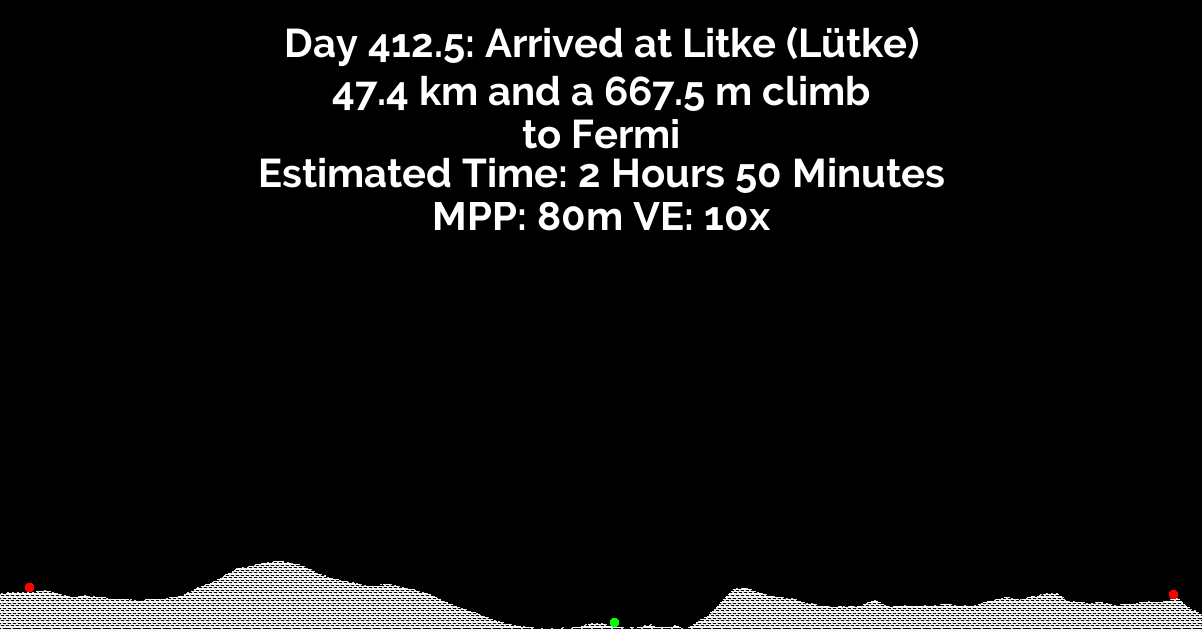 Day 412.5: Arrived at Litke (Lütke)
47.4 km and a 667.5 m climb
to Fermi
Estimated Time: 2 Hours 50 Minutes
MPP: 80m VE: 10x